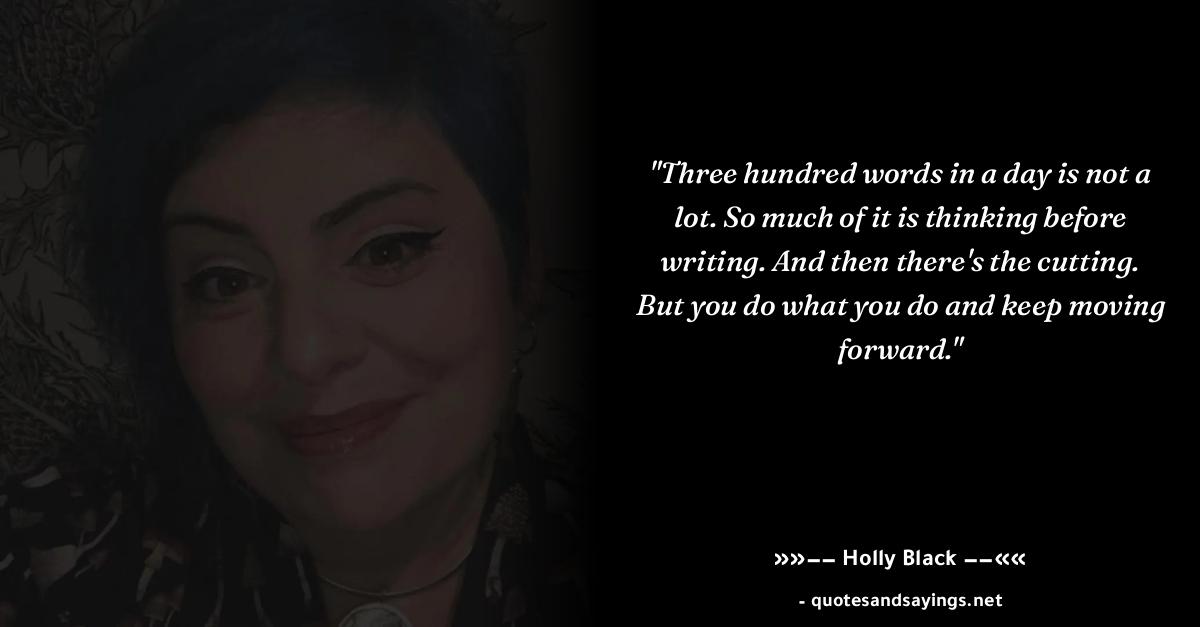 "Three hundred words in a day is not a
lot. So much of it is thinking before
writing. And then there's the cutting.
But you do what you do and keep moving
forward."
»»−− Holly Black −−««
- quotesandsayings.net